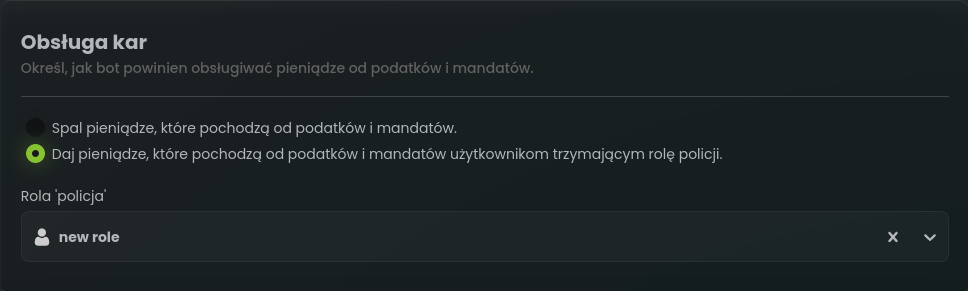 Obsługa kar
Określ, jak bot powinien obsługiwać pieniądze od podatków i mandatów.
Spal pieniądze, które pochodzą od podatków i mandatów.
Daj pieniądze, które pochodzą od podatków i mandatów użytkownikom trzymającym rolę policji.
Rola 'policja'
new role